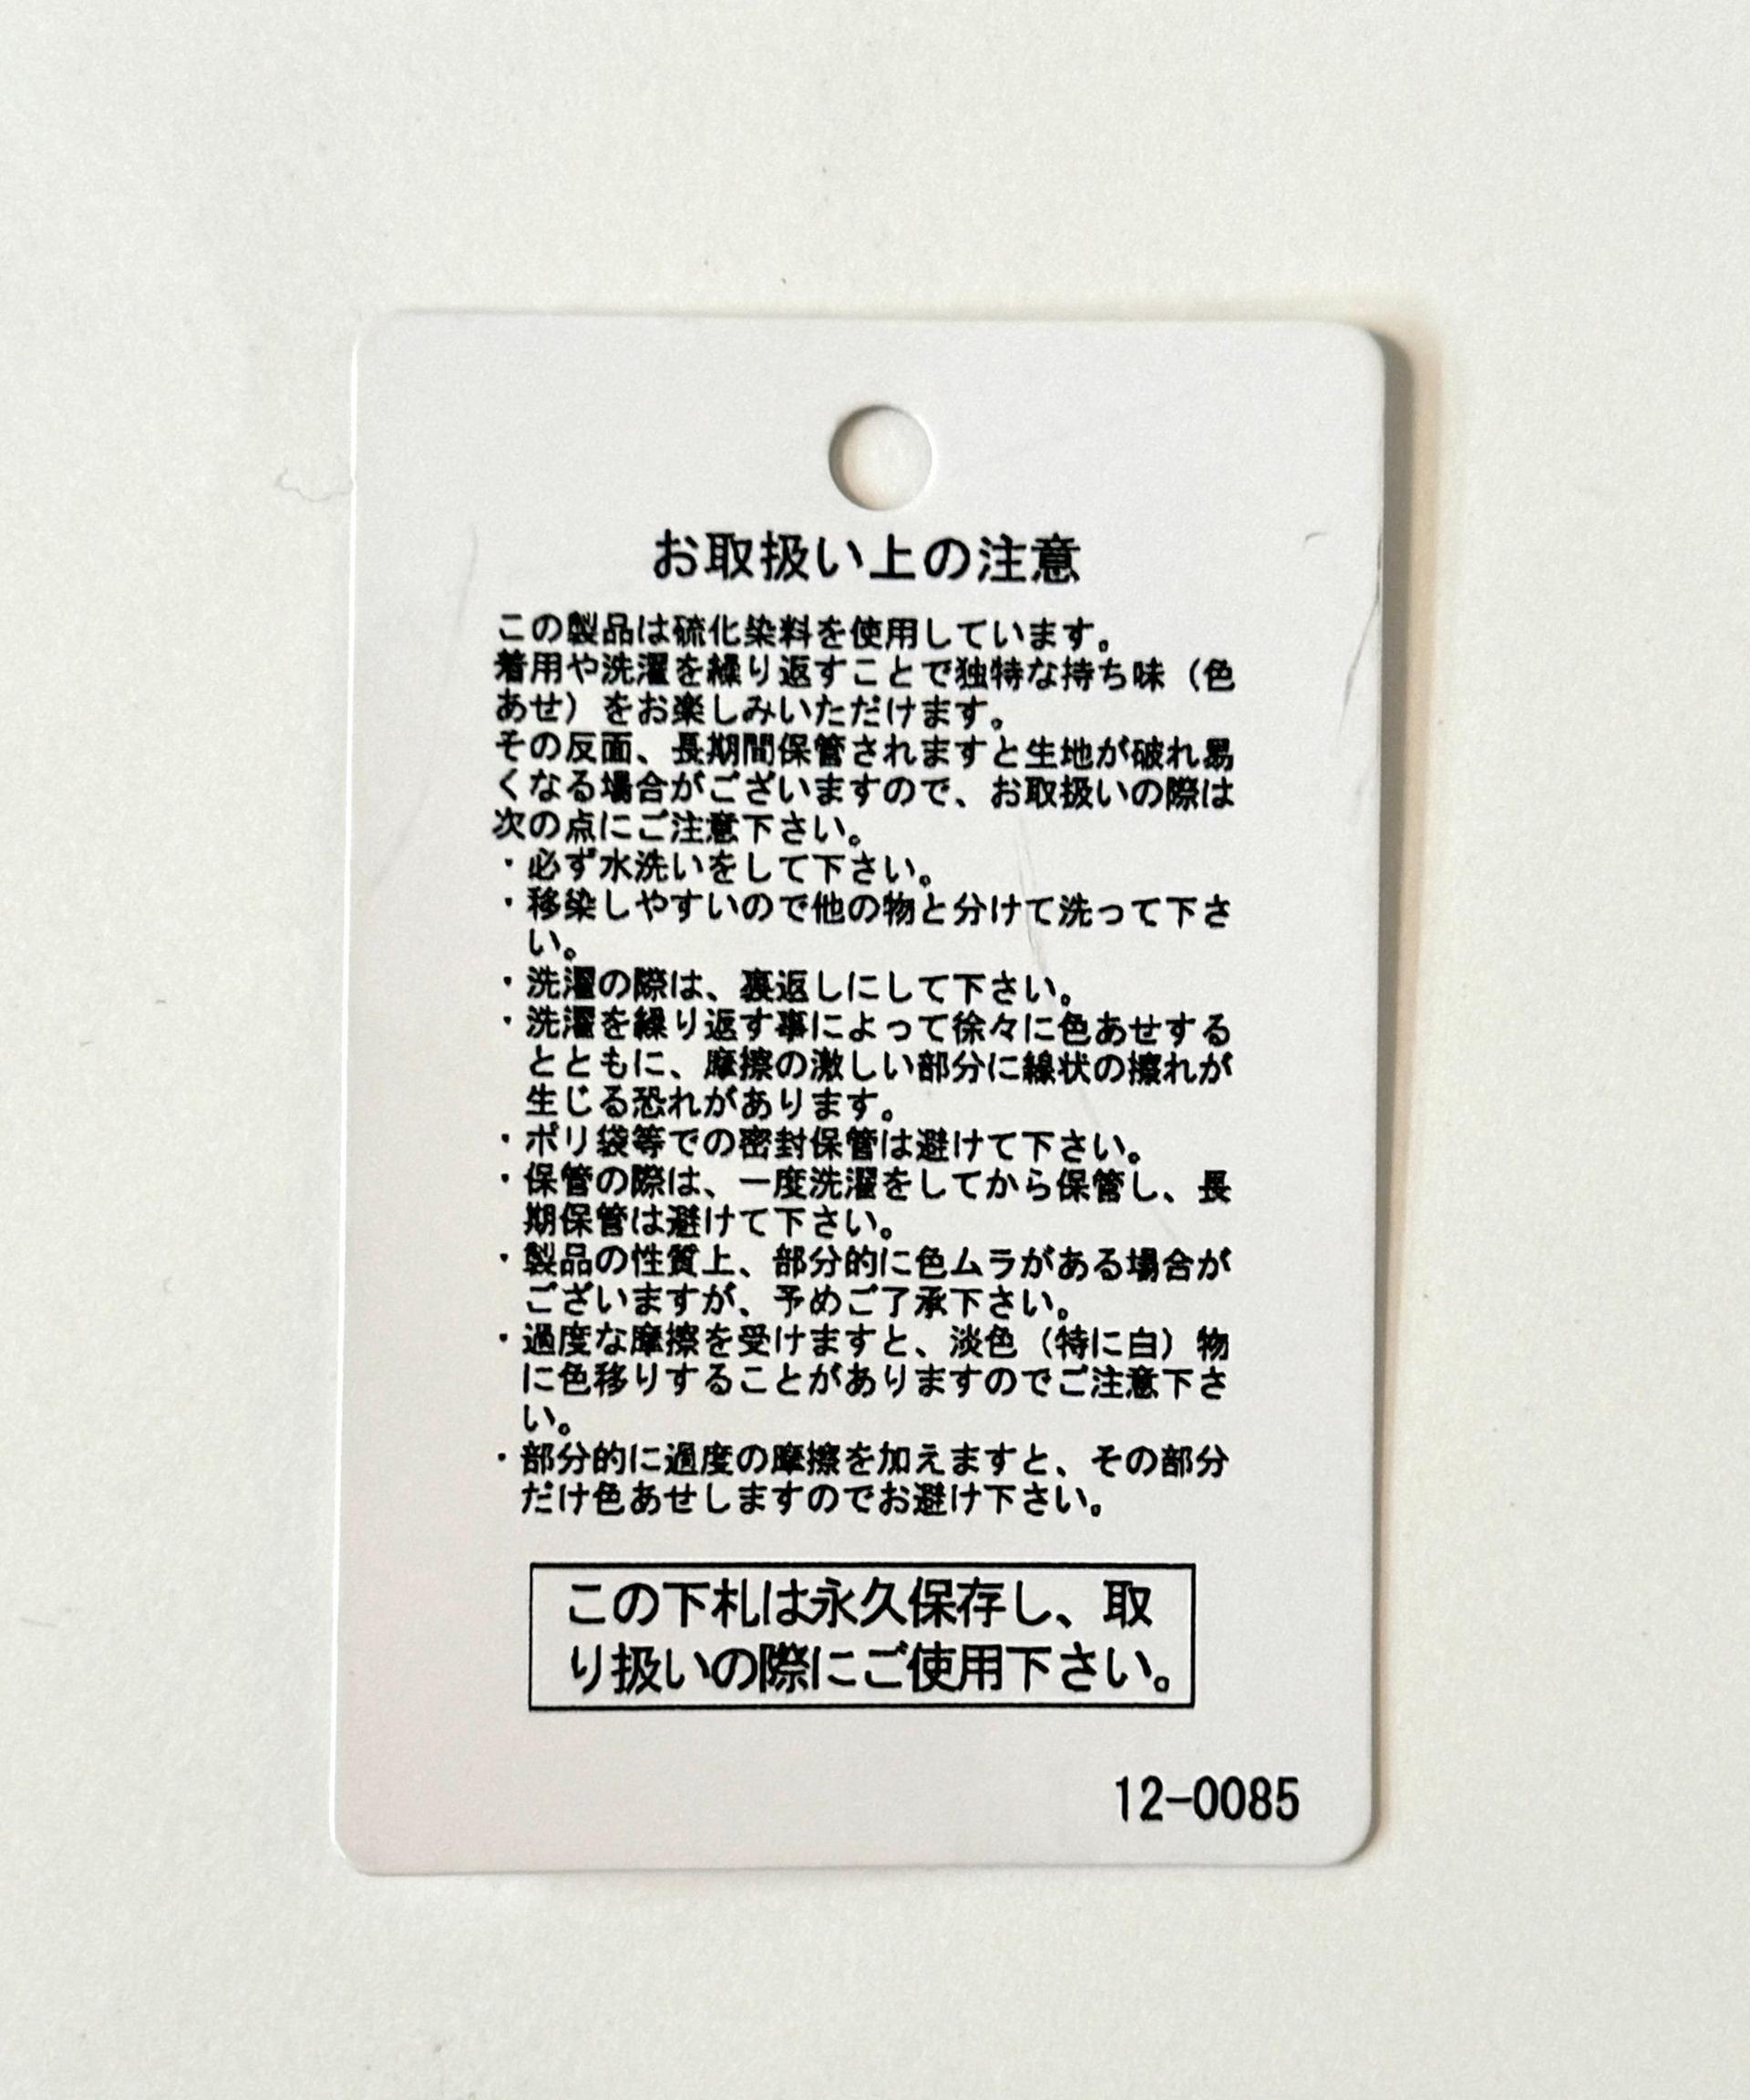 お取扱い上の注意
この製品は硫化染料を使用しています。
着用や洗濯を繰り返すことで独特な持ち味（色
あせ）をお楽しみいただけます。
その反面、長期間保管されますと生地が破れ易
くなる場合がございますので、お取扱いの際は
次の点にご注意下さい。
・必ず水洗いをして下さい。
・移染しやすいので他の物と分けて洗って下さ
い。
・洗濯の際は、裏返しにして下さい。
・洗濯を繰り返す事によって徐々に色あせする
とともに、摩擦の激しい部分に線状の擦れが
生じる恐れがあります。
・ポリ袋等での密封保管は避けて下さい。
・保管の際は、一度洗濯をしてから保管し、長
期保管は避けて下さい。
・製品の性質上、部分的に色ムラがある場合が
ございますが、予めご了承下さい。
・過度な摩擦を受けますと、淡色（特に白）物
に色移りすることがありますのでご注意下さ
い。
・部分的に過度の摩擦を加えますと、その部分
だけ色あせしますのでお避け下さい。
この下札は永久保存し、取
り扱いの際にご使用下さい。
12-0085